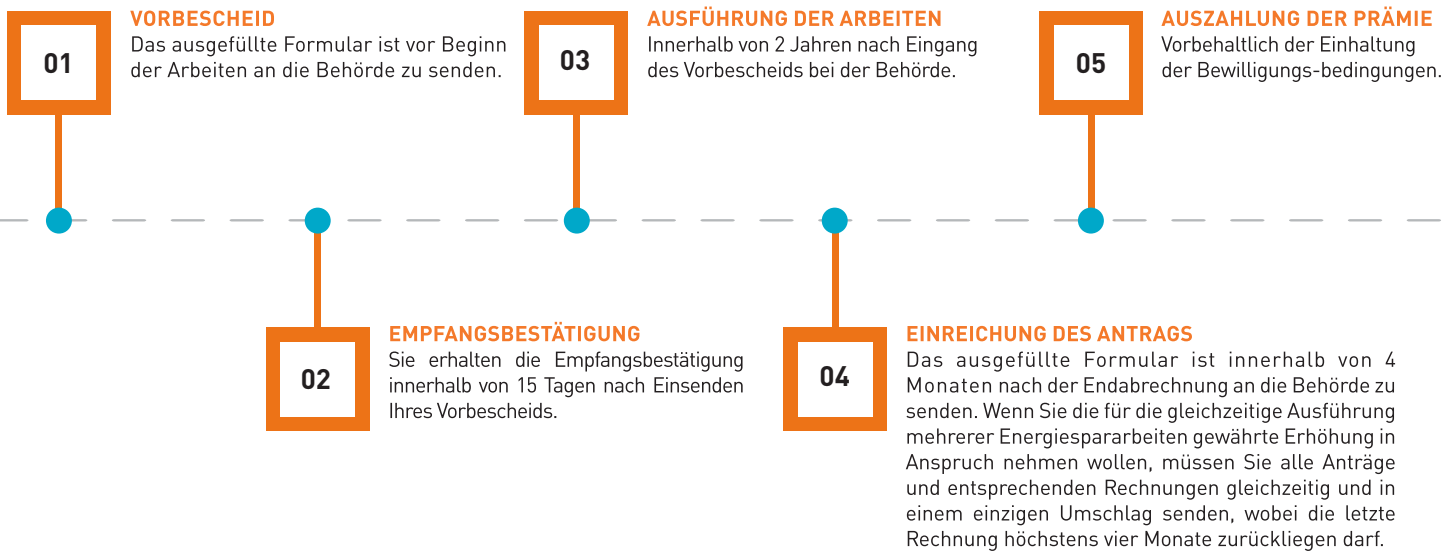 01
VORBESCHEID
Das ausgefüllte Formular ist vor Beginn
der Arbeiten an die Behörde zu senden.
02
EMPFANGSBESTÄTIGUNG
Sie erhalten die Empfangsbestätigung
innerhalb von 15 Tagen nach Einsenden
Ihres Vorbescheids.
03
AUSFÜHRUNG DER ARBEITEN
Innerhalb von 2 Jahren nach Eingang
des Vorbescheids bei der Behörde.
04
EINREICHUNG DES ANTRAGS
Das ausgefüllte Formular ist innerhalb von 4
Monaten nach der Endabrechnung an die Behörde zu
senden. Wenn Sie die für die gleichzeitige Ausführung
mehrerer Energiespararbeiten gewährte Erhöhung in
Anspruch nehmen wollen, müssen Sie alle Anträge
und entsprechenden Rechnungen gleichzeitig und in
einem einzigen Umschlag senden, wobei die letzte
Rechnung höchstens vier Monate zurückliegen darf.
05
AUSZAHLUNG DER PRÄMIE
Vorbehaltlich der Einhaltung
der Bewilligungs-bedingungen.